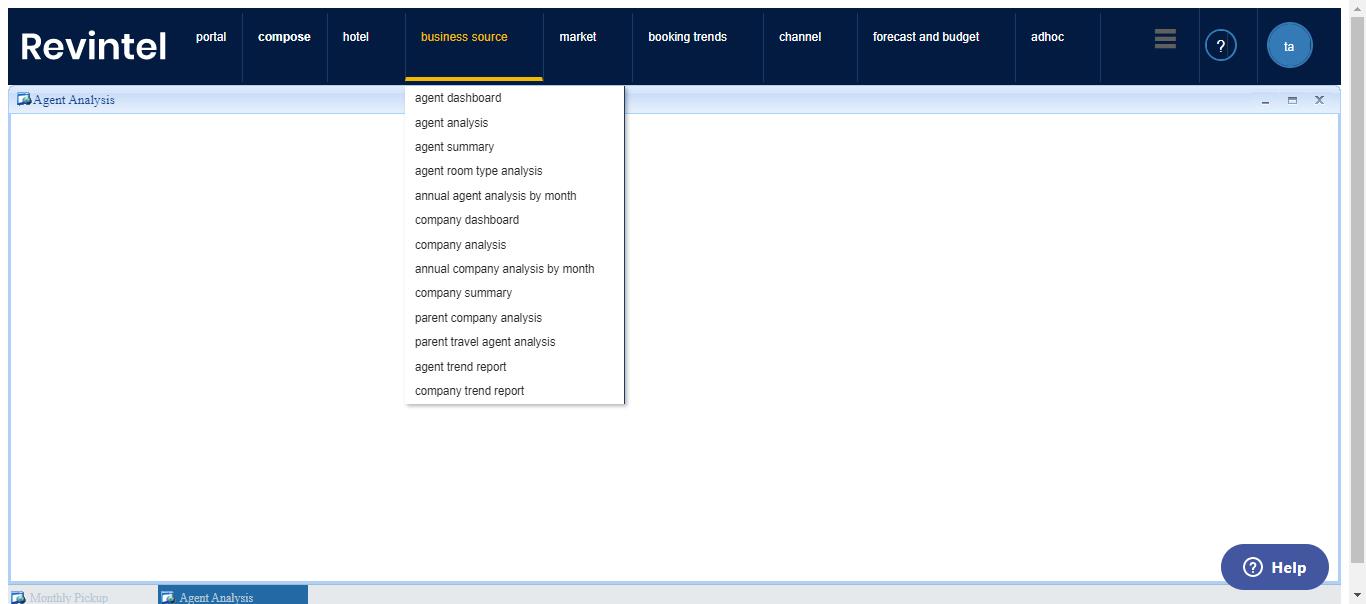 Revintel
portal compose hotel business source market booking trends channel forecast and budget adhoc ? ta
Agent Analysis
agent dashboard
agent analysis
agent summary
agent room type analysis
annual agent analysis by month
company dashboard
company analysis
annual company analysis by month
company summary
parent company analysis
parent travel agent analysis
agent trend report
company trend report
? Help
Monthly Pickup Agent Analysis